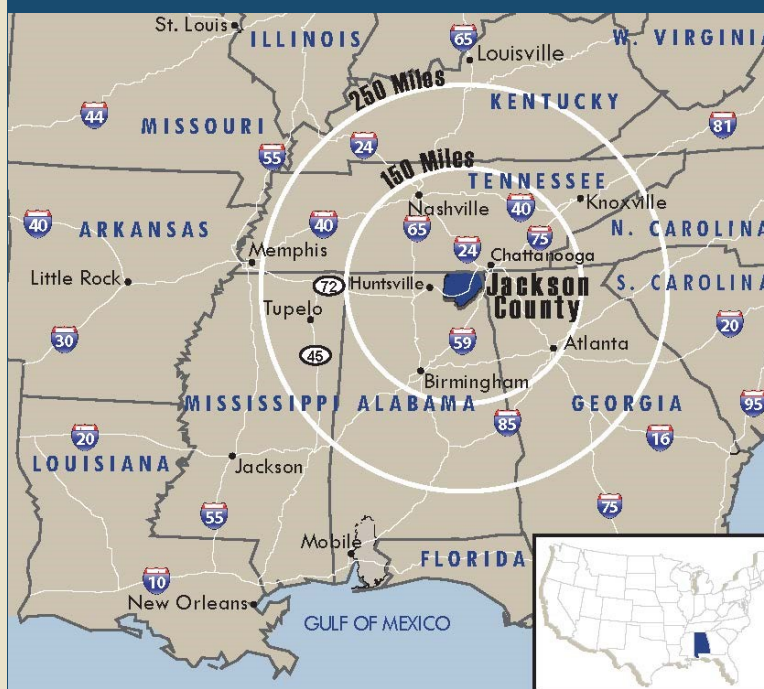 St. Louis
ILLINOIS
65
Louisville
W. VIRGINIA
250 Miles
KENTUCKY
44
MISSOURI
55
24
81
150 Miles
TENNESSEE
40
ARKANSAS
40
Nashville
65
40
Knoxville
75
N. CAROLINA
Memphis
24
Chattanooga
Little Rock
72
Huntsville
Jackson
County
S. CAROLINA
Tupelo
20
30
45
59
Atlanta
Birmingham
MISSISSIPPI
ALABAMA
GEORGIA
95
20
85
16
LOUISIANA
Jackson
55
75
Mobile
FLORIDA
10
New Orleans
GULF OF MEXICO